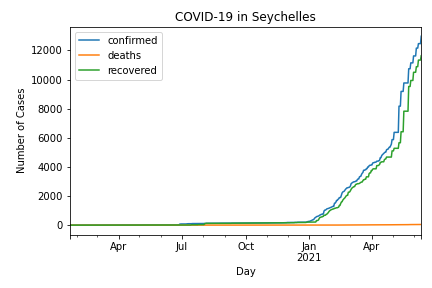 COVID-19 in Seychelles
confirmed
deaths
recovered
Number of Cases
12000
10000
8000
6000
4000
2000
0
Apr
Jul
Oct
Jan
2021
Apr
Day